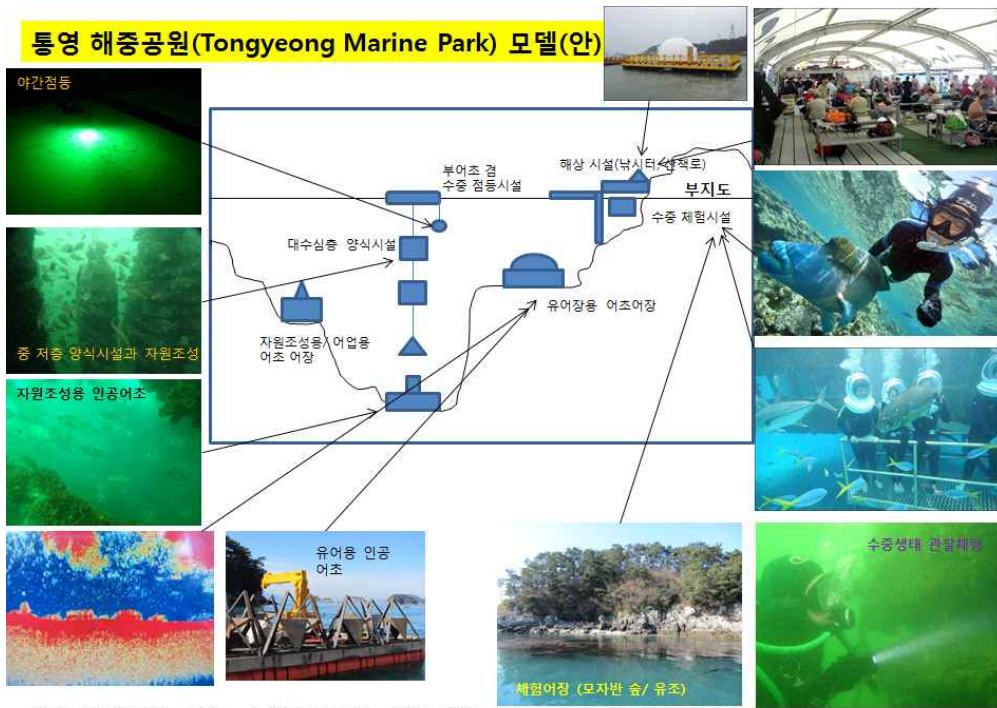 통영 해중공원(Tongyeong Marine Park) 모델(안)
야간점등
부어초 겸
수중 점등시설
해상 시설(낚시터, 산책로)
부지도
수중 체험시설
대수심층 양식시설
유어장용 어초어장
자원조성용/ 어업용
어초 어장
중 저층 양식시설과 자원조성
자원조성용 인공어초
유어용 인공
어초
체험어장 (모자반 숲/ 유조)
수중생태 관찰체험